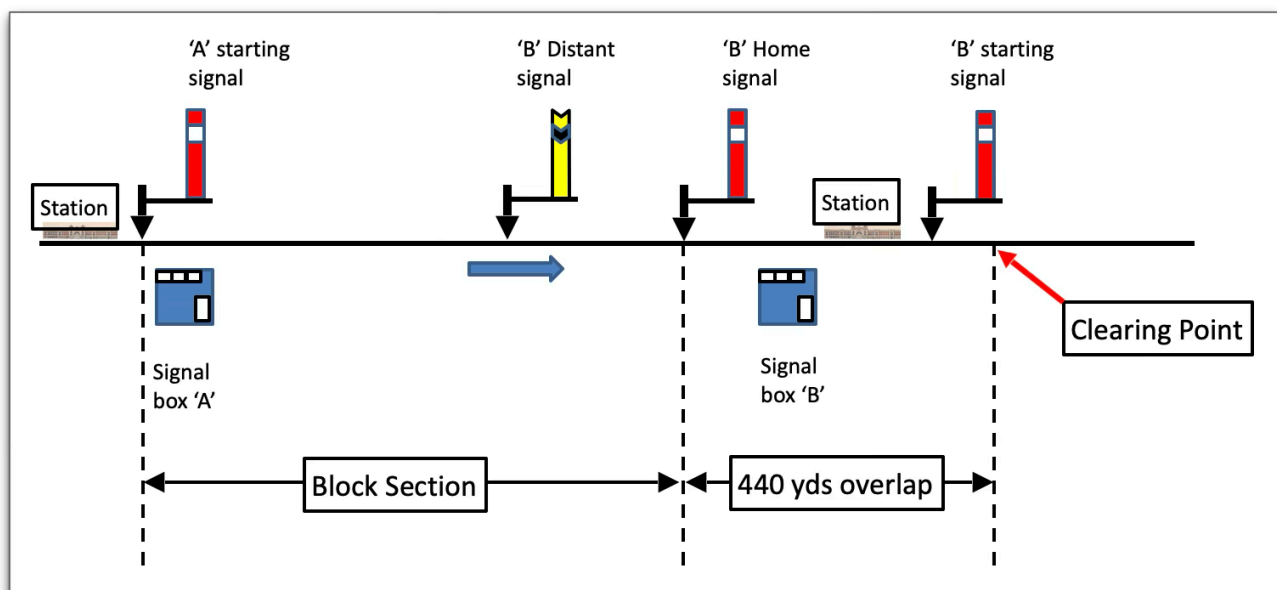 ‘A’ starting
signal
‘B’ Distant
signal
‘B’ Home
signal
‘B’ starting
signal
Station
Station
Clearing Point
Signal
box ‘A’
Signal
box ‘B’
Block Section
440 yds overlap